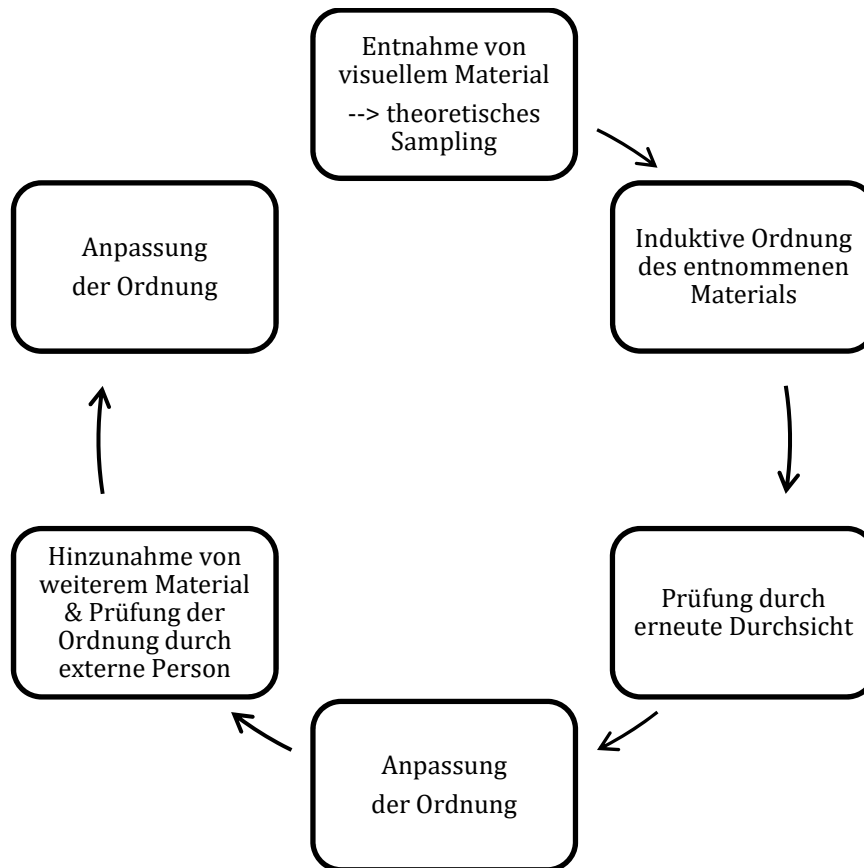 Entnahme von
visuellem Material
--> theoretisches
Sampling
Induktive Ordnung
des entnommenen
Materials
Prüfung durch
erneute Durchsicht
Anpassung
der Ordnung
Hinzunahme von
weiterem Material
& Prüfung der
Ordnung durch
externe Person
Anpassung
der Ordnung